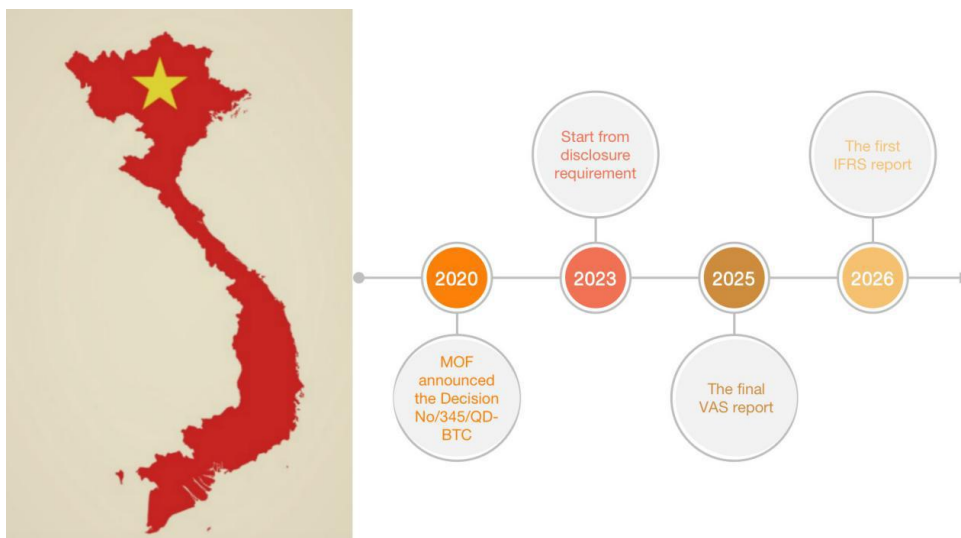 2020
MOF
announced
the Decision
No/345/QD-
BTC
Start from
disclosure
requirement
2023
2025
The final
VAS report
The first
IFRS report
2026